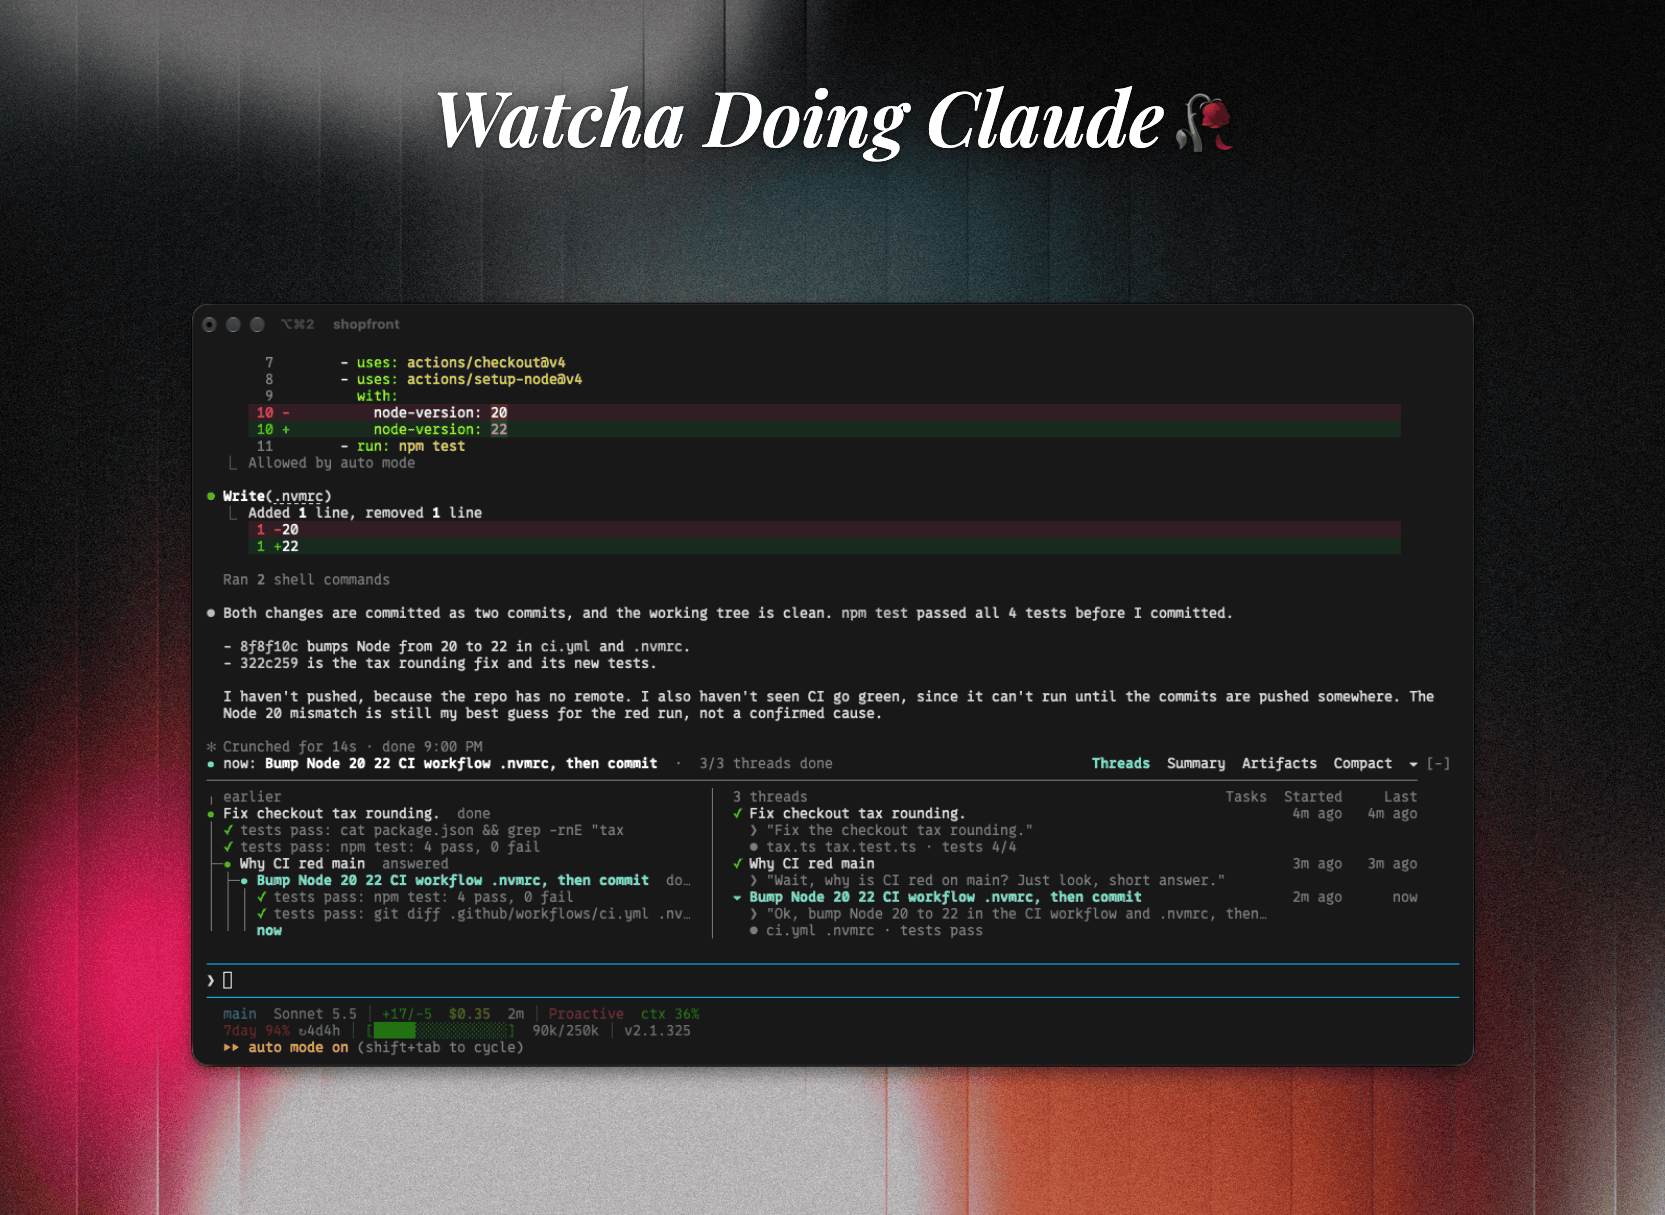 Watcha Doing Claude🥀
⌥⌘2 shopfront
7 - uses: actions/checkout@v4
8 - uses: actions/setup-node@v4
9 with:
10 - node-version: 20
10 + node-version: 22
11 - run: npm test
⎿ Allowed by auto mode
● Write(.nvmrc)
⎿ Added 1 line, removed 1 line
1 -20
1 +22
Ran 2 shell commands
● Both changes are committed as two commits, and the working tree is clean. npm test passed all 4 tests before I committed.
- 8f8f10c bumps Node from 20 to 22 in ci.yml and .nvmrc.
- 322c259 is the tax rounding fix and its new tests.
I haven't pushed, because the repo has no remote. I also haven't seen CI go green, since it can't run until the commits are pushed somewhere. The
Node 20 mismatch is still my best guess for the red run, not a confirmed cause.
✻ Crunched for 14s · done 9:00 PM
● now: Bump Node 20 22 CI workflow .nvmrc, then commit · 3/3 threads done Threads Summary Artifacts Compact ▾ [-]
earlier
● Fix checkout tax rounding. done
✓ tests pass: cat package.json && grep -rnE "tax
✓ tests pass: npm test: 4 pass, 0 fail
● Why CI red main answered
● Bump Node 20 22 CI workflow .nvmrc, then commit do…
✓ tests pass: npm test: 4 pass, 0 fail
✓ tests pass: git diff .github/workflows/ci.yml .nv…
now
3 threads Tasks Started Last
✓ Fix checkout tax rounding. 4m ago 4m ago
❯ "Fix the checkout tax rounding."
● tax.ts tax.test.ts · tests 4/4
✓ Why CI red main 3m ago 3m ago
❯ "Wait, why is CI red on main? Just look, short answer."
▾ Bump Node 20 22 CI workflow .nvmrc, then commit 2m ago now
❯ "Ok, bump Node 20 to 22 in the CI workflow and .nvmrc, then…
● ci.yml .nvmrc · tests pass
❯
main Sonnet 5.5 | +17/-5 $0.35 2m | Proactive ctx 36%
7day 94% ↻4d4h | [ ] 90k/250k | v2.1.325
▸▸ auto mode on (shift+tab to cycle)